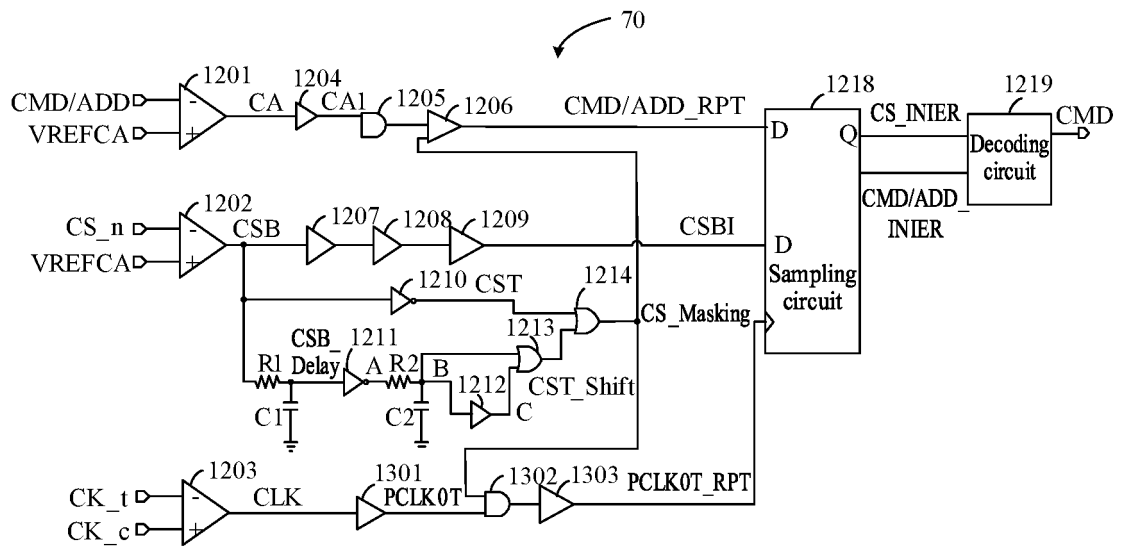 70
1201
1204
1205
1206
1218
1219
CMD/ADD
-
CA
CA1
CMD/ADD_RPT
D
CS_INIER
CMD
VREFCA
+
Q
Decoding
circuit
CMD/ADD_
INIER
1202
1207
1208
1209
CS_n
-
CSB
CSBI
D
VREFCA
+
1210
CST
1214
Sampling
circuit
CS_Masking
1213
CSB_
Delay
1211
R1
A
R2
B
1212
CST_Shift
C1
C2
C
1203
1301
1302
1303
CK_t
-
CLK
PCLK0T
PCLK0T_RPT
CK_c
+